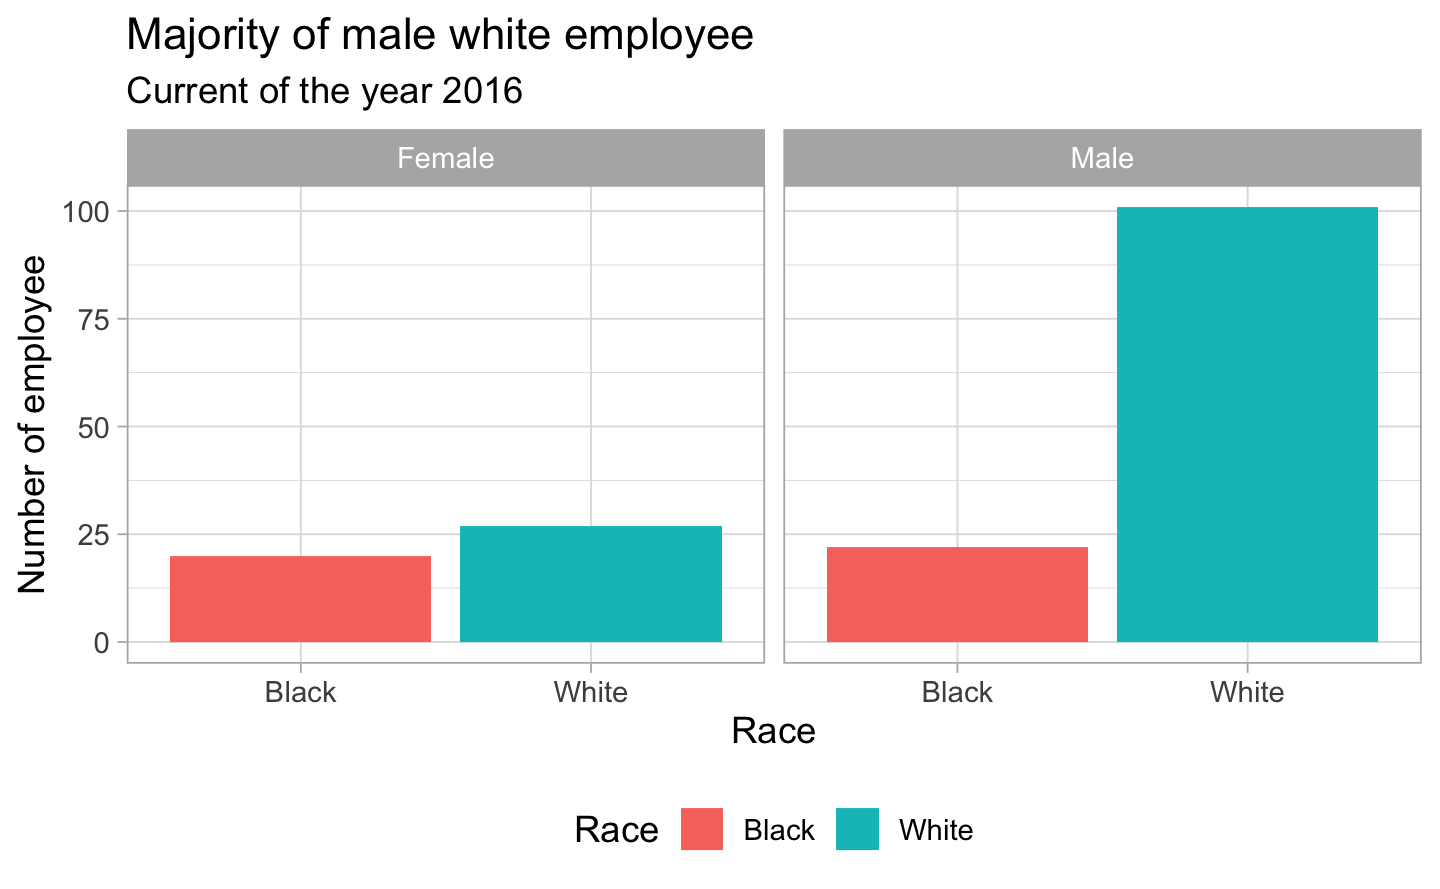 Majority of male white employee
Current of the year 2016
Female
Male
Number of employee
100
75
50
25
0
Black
White
Black
White
Race
Race
Black
White